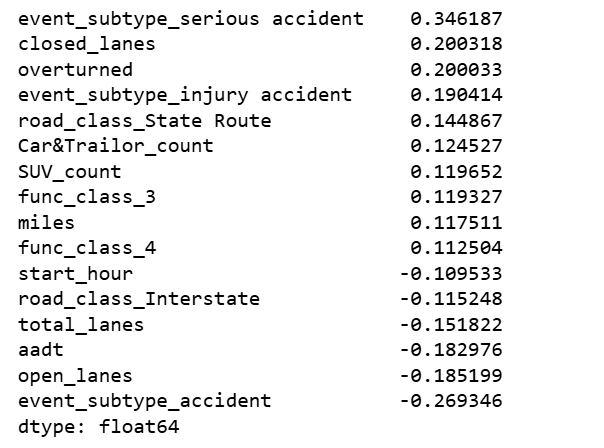 event_subtype_serious accident 0.346187
closed_lanes 0.200318
overturned 0.200033
event_subtype_injury accident 0.190414
road_class_State Route 0.144867
Car&Trailor_count 0.124527
SUV_count 0.119652
func_class_3 0.119327
miles 0.117511
func_class_4 0.112504
start_hour -0.109533
road_class_Interstate -0.115248
total_lanes -0.151822
aadt -0.182976
open_lanes -0.185199
event_subtype_accident -0.269346
dtype: float64